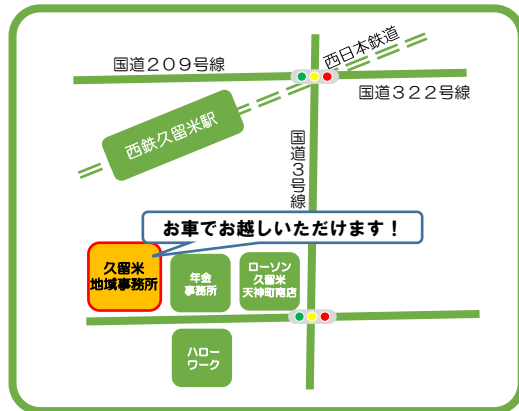 西日本鉄道
国道２０９号線
国道３２２号線
西鉄久留米駅
国道３号線
お車でお越しいただけます！
久留米
地域事務所
年金
事務所
ローソン
久留米
天神町南店
ハロー
ワーク